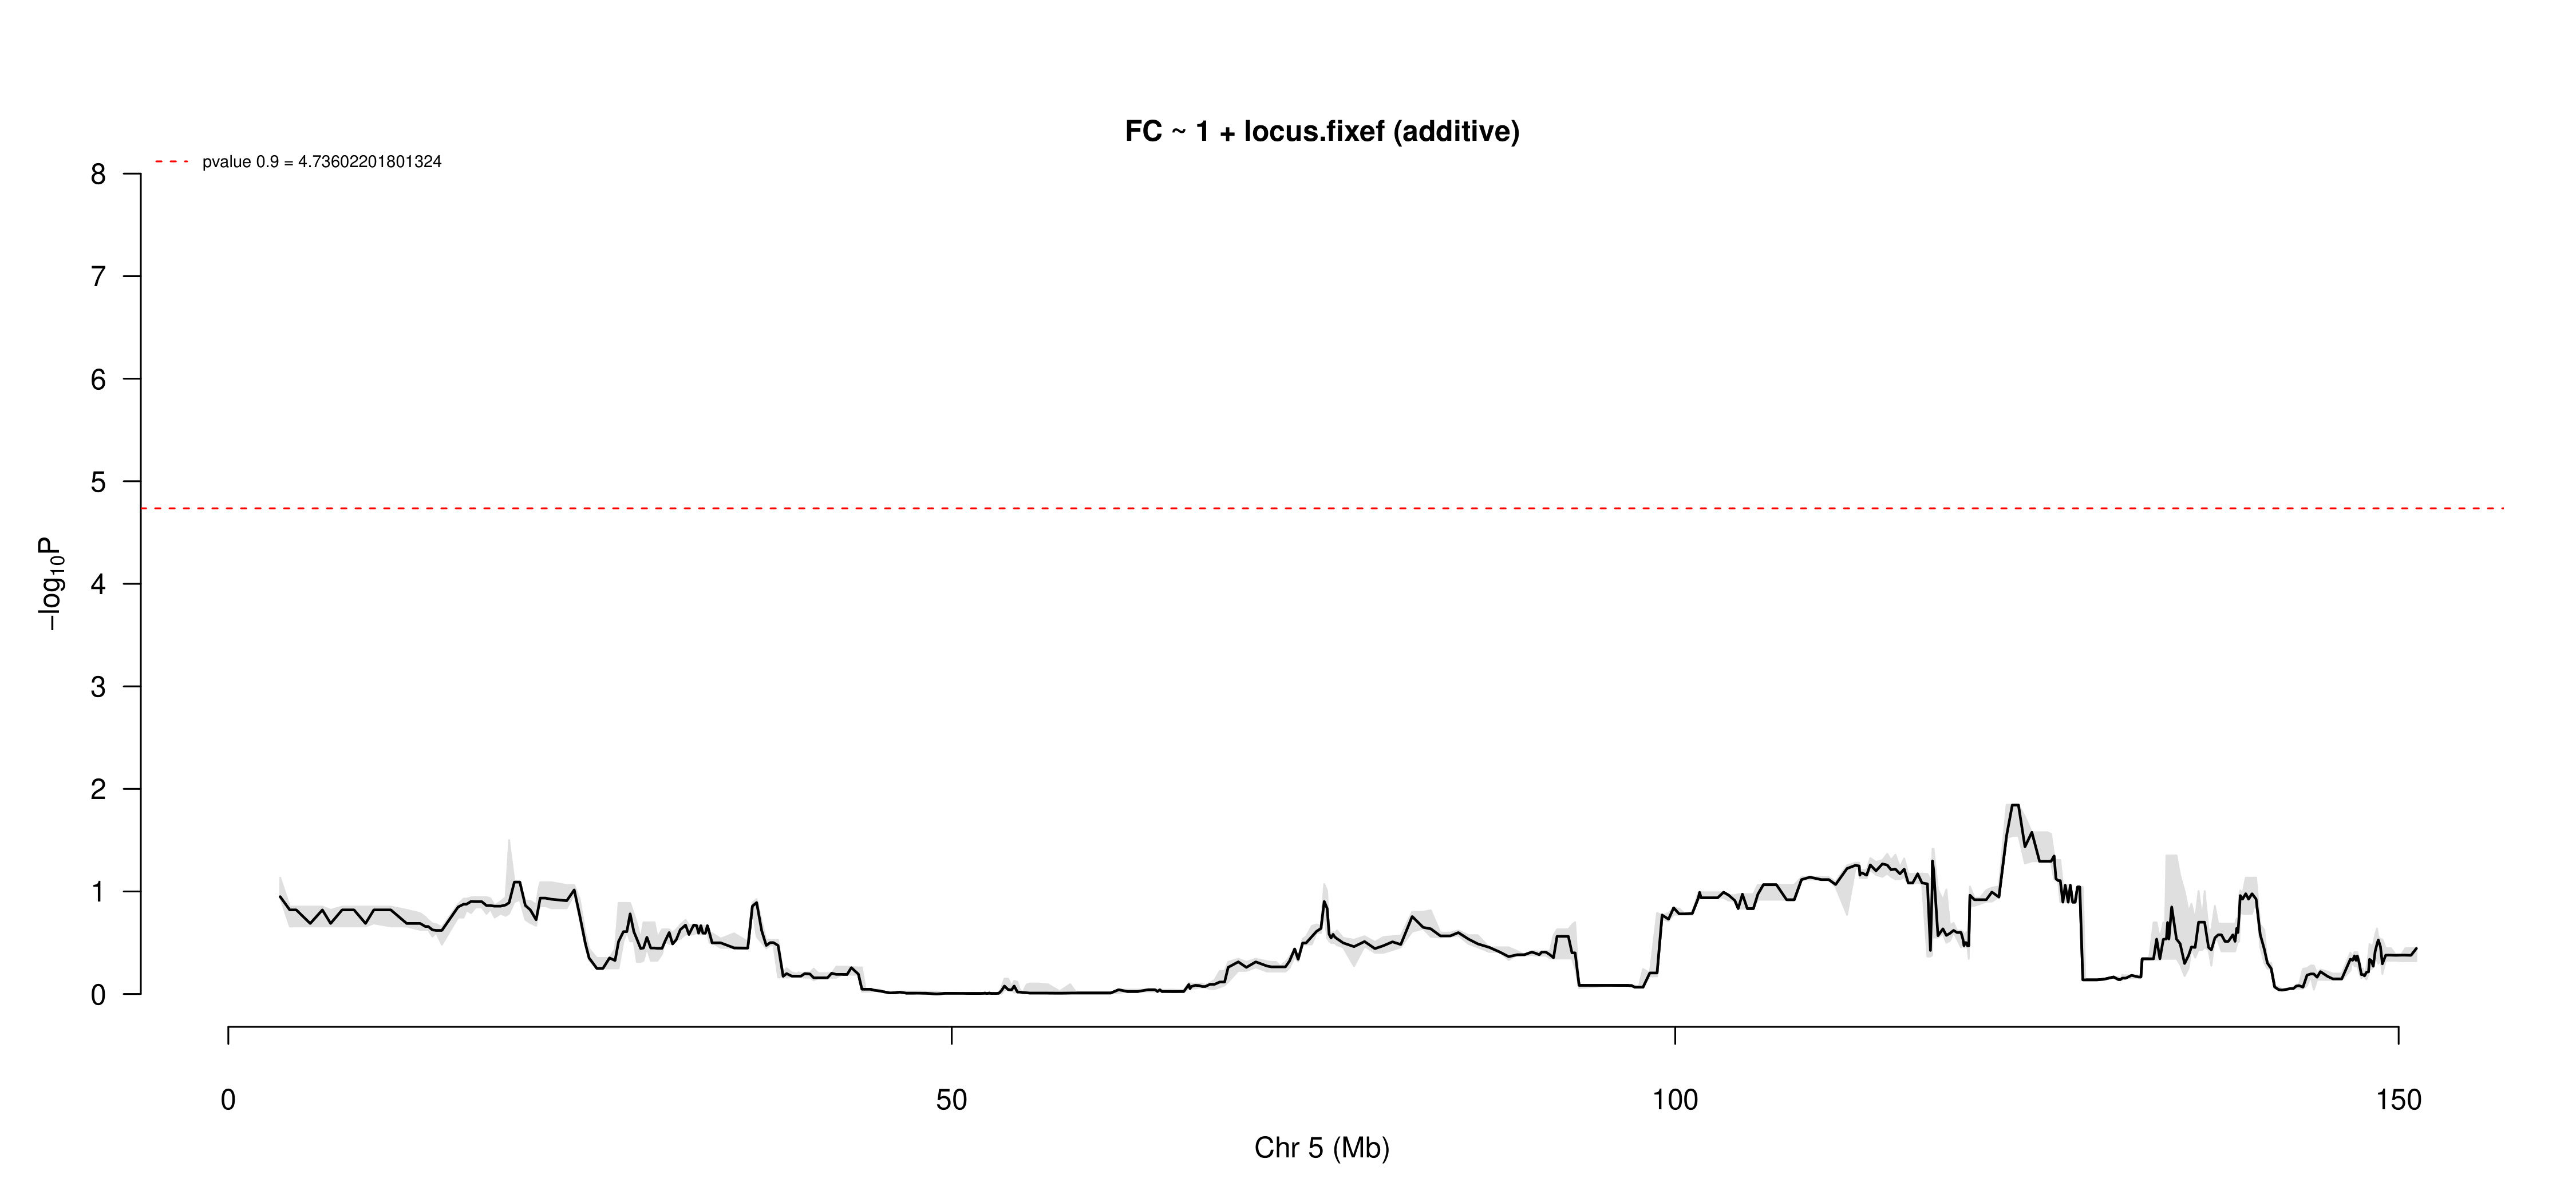 FC ~ 1 + locus.fixef (additive)
pvalue 0.9 = 4.73602201801324
8
7
6
5
4
3
2
1
0
−log10P
0 50 100 150
Chr 5 (Mb)